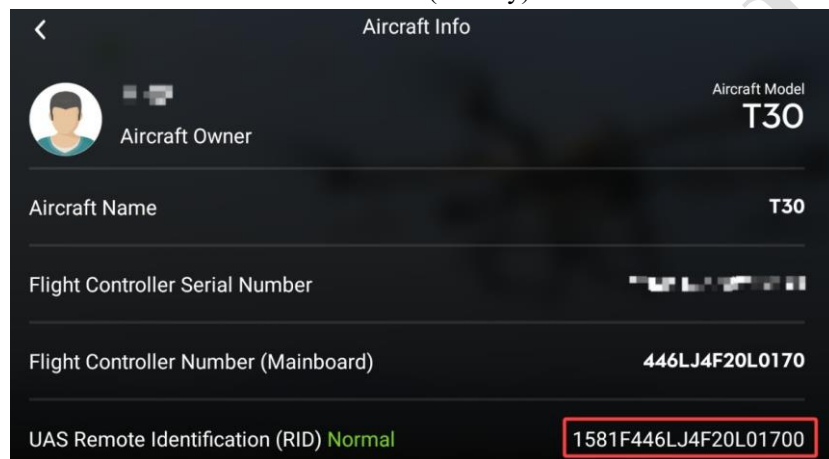 Aircraft Info
Aircraft Model
T30
Aircraft Owner
Aircraft Name
T30
Flight Controller Serial Number
Flight Controller Number (Mainboard)
446LJ4F20L0170
UAS Remote Identification (RID) Normal
1581F446LJ4F20L01700